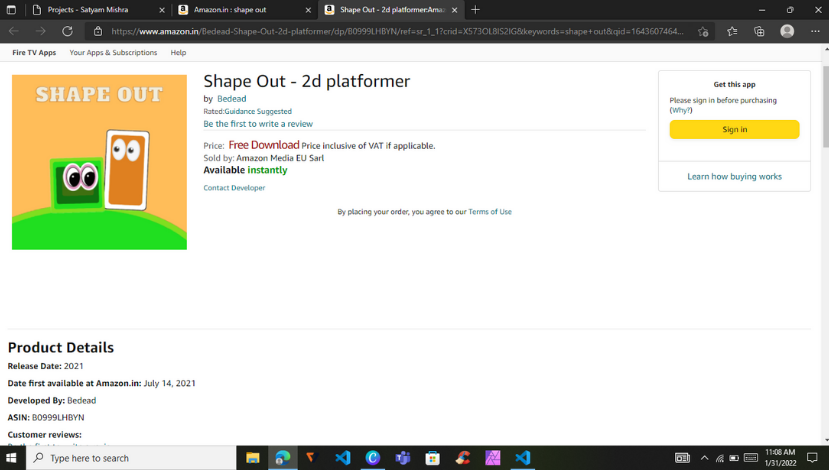 Projects - Satyam Mishra
Amazon.in : shape out
Shape Out - 2d platformer:Amaz
https://www.amazon.in/Bedead-Shape-Out-2d-platformer/dp/B0999LHBYN/ref=sr_1_1?crid=X573OL8IS2IG&keywords=shape+out&qid=1643607464...
Fire TV Apps Your Apps & Subscriptions Help
SHAPE OUT
Shape Out - 2d platformer
by Bedead
Rated:Guidance Suggested
Be the first to write a review
Price: Free Download Price inclusive of VAT if applicable.
Sold by: Amazon Media EU Sarl
Available instantly
Contact Developer
By placing your order, you agree to our Terms of Use
Get this app
Please sign in before purchasing
(Why?)
Sign in
Learn how buying works
Product Details
Release Date: 2021
Date first available at Amazon.in: July 14, 2021
Developed By: Bedead
ASIN: B0999LHBYN
Customer reviews:
Type here to search
11:08 AM
1/31/2022